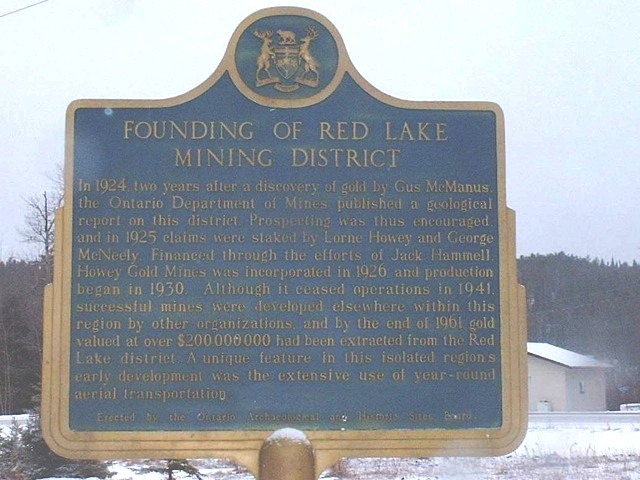 FOUNDING OF RED LAKE
MINING DISTRICT
In 1924, two years after a discovery of gold by Gus McManus,
the Ontario Department of Mines published a geological
report on this district. Prospecting was thus encouraged,
and in 1925 claims were staked by Lorne Howey and George
McNeely. Financed through the efforts of Jack Hammell,
Howey Gold Mines was incorporated in 1926 and production
began in 1930. Although it ceased operations in 1941,
successful mines were developed elsewhere within this
region by other organizations, and by the end of 1961 gold
valued at over $200,000,000 had been extracted from the Red
Lake district. A unique feature in this isolated region's
early development was the extensive use of year-round
aerial transportation.
Erected by the Ontario Archaeological and Historic Sites Board.